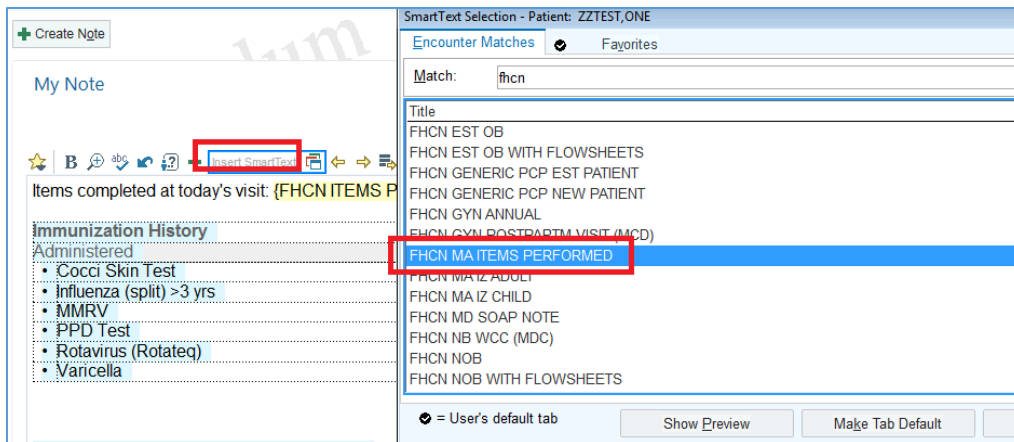 Create Note
My Note
B
abc
Insert SmartText
Items completed at today's visit: {FHCN ITEMS P
Immunization History
Administered
• Cocci Skin Test
• Influenza (split) >3 yrs
• MMRV
• PPD Test
• Rotavirus (Rotateq)
• Varicella
SmartText Selection - Patient: ZZTEST,ONE
Encounter Matches
Favorites
Match: fhcn
Title
FHCN EST OB
FHCN EST OB WITH FLOWSHEETS
FHCN GENERIC PCP EST PATIENT
FHCN GENERIC PCP NEW PATIENT
FHCN GYN ANNUAL
FHCN GYN POSTPARTM VISIT (MCD)
FHCN MA ITEMS PERFORMED
FHCN MA IZ ADULT
FHCN MA IZ CHILD
FHCN MD SOAP NOTE
FHCN NB WCC (MDC)
FHCN NOB
FHCN NOB WITH FLOWSHEETS
= User's default tab
Show Preview
Make Tab Default